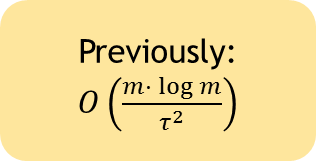 Previously:
O (m· log m / τ²)